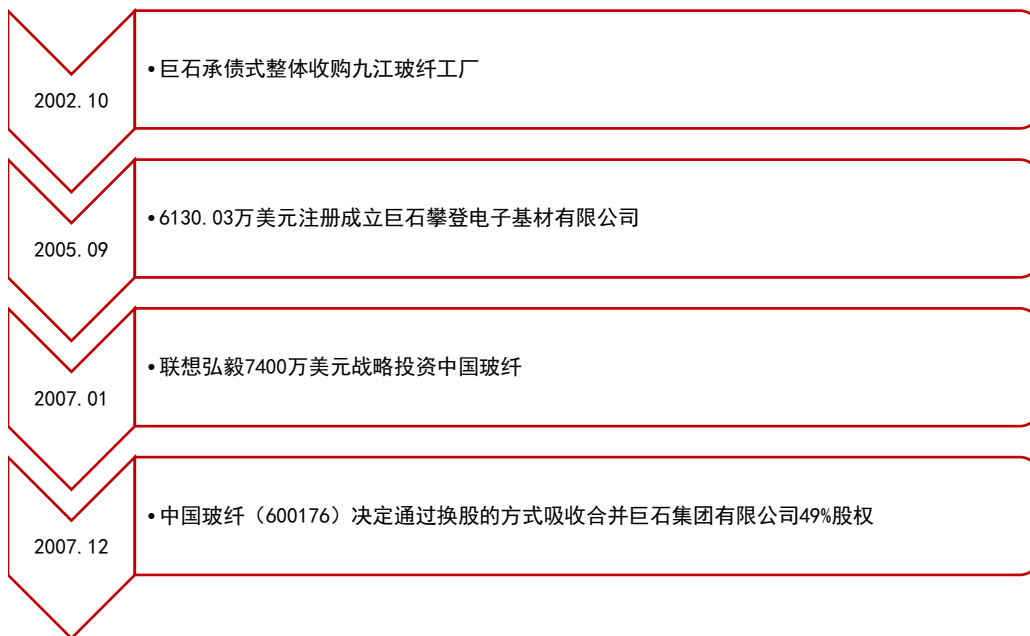 2002.10
•巨石承债式整体收购九江玻纤工厂
2005.09
•6130.03万美元注册成立巨石攀登电子基材有限公司
2007.01
•联想弘毅7400万美元战略投资中国玻纤
2007.12
•中国玻纤（600176）决定通过换股的方式吸收合并巨石集团有限公司49%股权